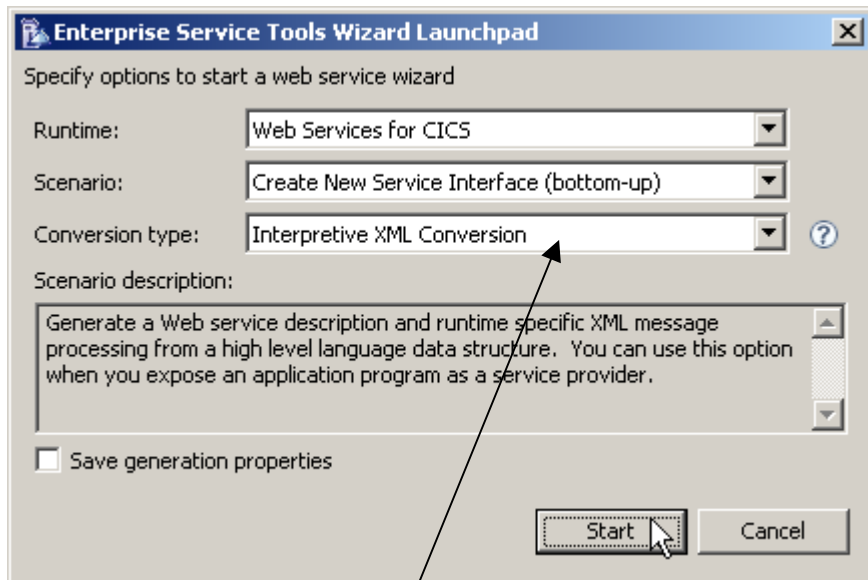 Enterprise Service Tools Wizard Launchpad
Specify options to start a web service wizard
Runtime: Web Services for CICS
Scenario: Create New Service Interface (bottom-up)
Conversion type: Interpretive XML Conversion ?
Scenario description:
Generate a Web service description and runtime specific XML message
processing from a high level language data structure.  You can use this option
when you expose an application program as a service provider.
Save generation properties
Start Cancel